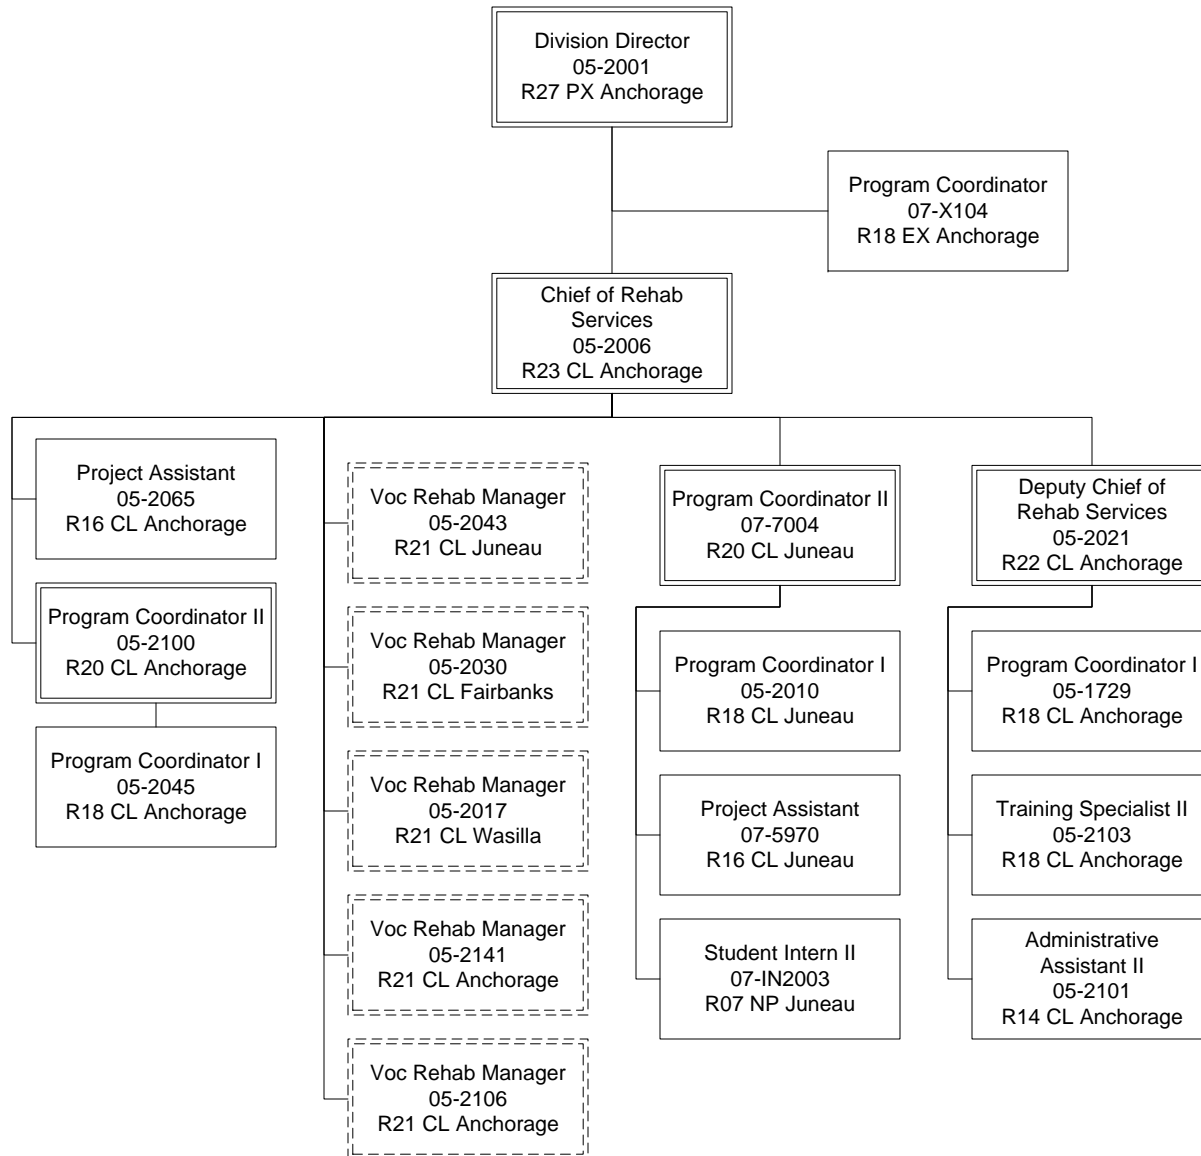 Division Director
05-2001
R27 PX Anchorage
Program Coordinator
07-X104
R18 EX Anchorage
Chief of Rehab
Services
05-2006
R23 CL Anchorage
Project Assistant
05-2065
R16 CL Anchorage
Program Coordinator II
05-2100
R20 CL Anchorage
Program Coordinator I
05-2045
R18 CL Anchorage
Voc Rehab Manager
05-2043
R21 CL Juneau
Voc Rehab Manager
05-2030
R21 CL Fairbanks
Voc Rehab Manager
05-2017
R21 CL Wasilla
Voc Rehab Manager
05-2141
R21 CL Anchorage
Voc Rehab Manager
05-2106
R21 CL Anchorage
Program Coordinator II
07-7004
R20 CL Juneau
Program Coordinator I
05-2010
R18 CL Juneau
Project Assistant
07-5970
R16 CL Juneau
Student Intern II
07-IN2003
R07 NP Juneau
Deputy Chief of
Rehab Services
05-2021
R22 CL Anchorage
Program Coordinator I
05-1729
R18 CL Anchorage
Training Specialist II
05-2103
R18 CL Anchorage
Administrative
Assistant II
05-2101
R14 CL Anchorage